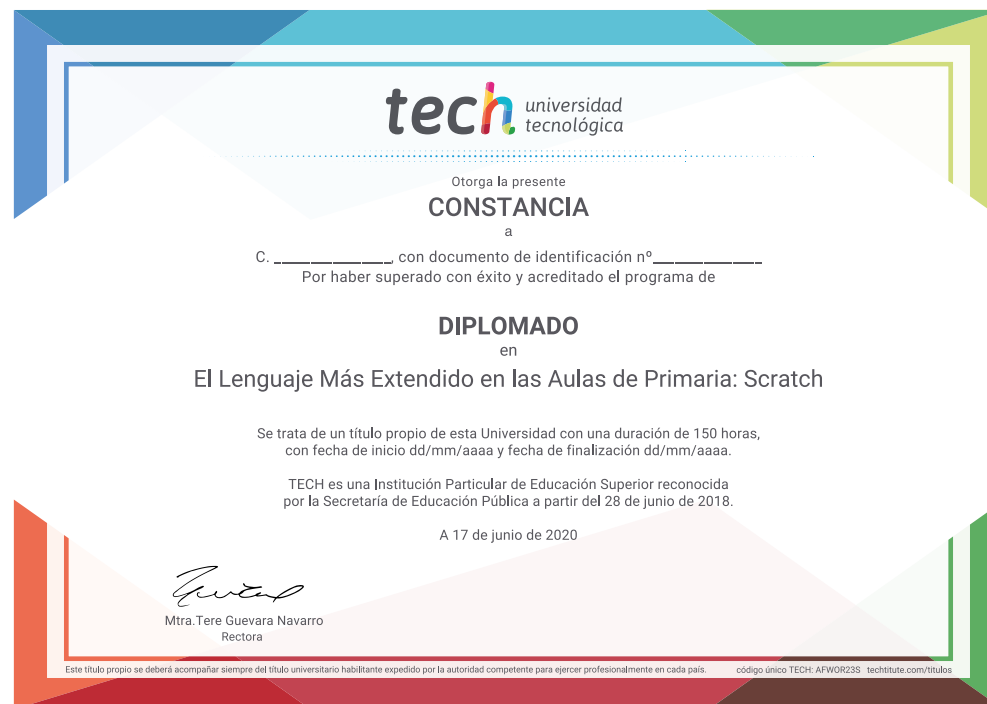 tech universidad
tecnológica
Otorga la presente
CONSTANCIA
a
C. ______________, con documento de identificación nº_____________
Por haber superado con éxito y acreditado el programa de
DIPLOMADO
en
El Lenguaje Más Extendido en las Aulas de Primaria: Scratch
Se trata de un título propio de esta Universidad con una duración de 150 horas,
con fecha de inicio dd/mm/aaaa y fecha de finalización dd/mm/aaaa.
TECH es una Institución Particular de Educación Superior reconocida
por la Secretaría de Educación Pública a partir del 28 de junio de 2018.
A 17 de junio de 2020
Mtra.Tere Guevara Navarro
Rectora
Este título propio se deberá acompañar siempre del título universitario habilitante expedido por la autoridad competente para ejercer profesionalmente en cada país. código único TECH: AFWOR23S techtitute.com/titulos